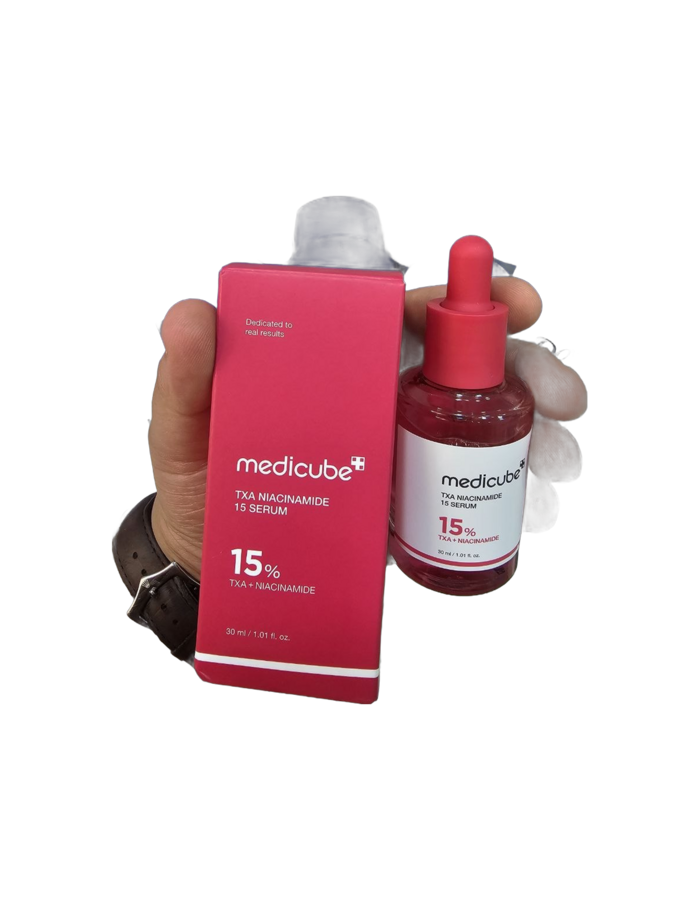 Dedicated to
real results
medicube
TXA NIACINAMIDE
15 SERUM
15%
TXA + NIACINAMIDE
30 ml / 1.01 fl. oz.
medicube
TXA NIACINAMIDE
15 SERUM
15%
TXA + NIACINAMIDE
30 ml / 1.01 fl. oz.